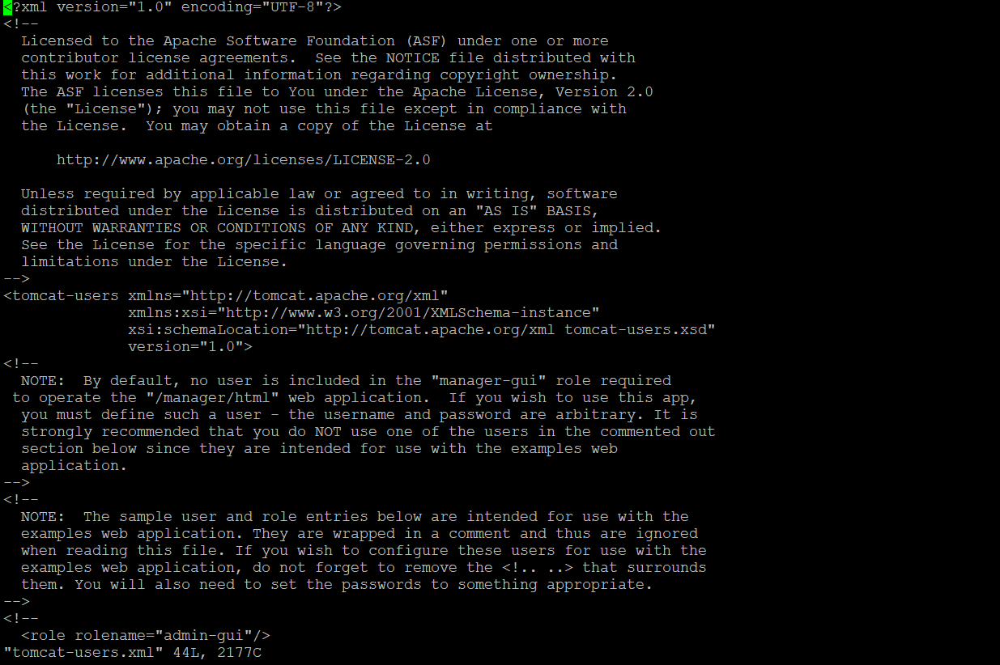 <?xml version="1.0" encoding="UTF-8"?>
<!--
  Licensed to the Apache Software Foundation (ASF) under one or more
  contributor license agreements.  See the NOTICE file distributed with
  this work for additional information regarding copyright ownership.
  The ASF licenses this file to You under the Apache License, Version 2.0
  (the "License"); you may not use this file except in compliance with
  the License.  You may obtain a copy of the License at

      http://www.apache.org/licenses/LICENSE-2.0

  Unless required by applicable law or agreed to in writing, software
  distributed under the License is distributed on an "AS IS" BASIS,
  WITHOUT WARRANTIES OR CONDITIONS OF ANY KIND, either express or implied.
  See the License for the specific language governing permissions and
  limitations under the License.
-->
<tomcat-users xmlns="http://tomcat.apache.org/xml"
              xmlns:xsi="http://www.w3.org/2001/XMLSchema-instance"
              xsi:schemaLocation="http://tomcat.apache.org/xml tomcat-users.xsd"
              version="1.0">
<!--
  NOTE:  By default, no user is included in the "manager-gui" role required
 to operate the "/manager/html" web application.  If you wish to use this app,
  you must define such a user - the username and password are arbitrary. It is
  strongly recommended that you do NOT use one of the users in the commented out
  section below since they are intended for use with the examples web
  application.
-->
<!--
  NOTE:  The sample user and role entries below are intended for use with the
  examples web application. They are wrapped in a comment and thus are ignored
  when reading this file. If you wish to configure these users for use with the
  examples web application, do not forget to remove the <!.. ..> that surrounds
  them. You will also need to set the passwords to something appropriate.
-->
<!--
  <role rolename="admin-gui"/>
"tomcat-users.xml" 44L, 2177C